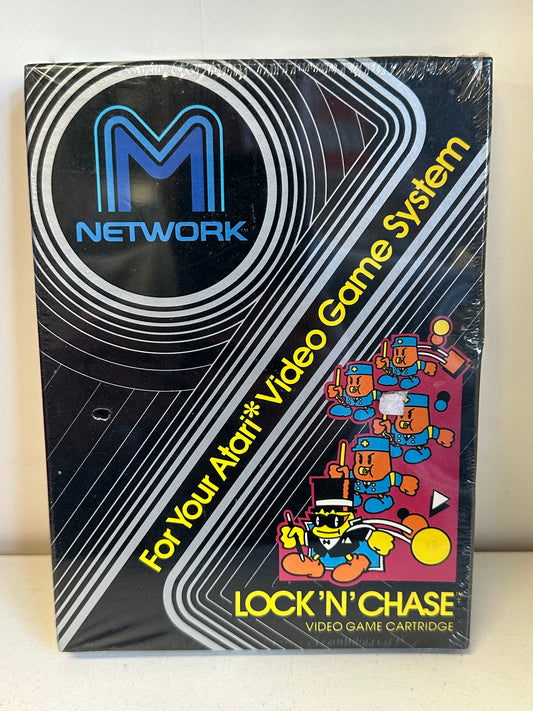 M
NETWORK
For Your Atari* Video Game System
LOCK 'N' CHASE
VIDEO GAME CARTRIDGE